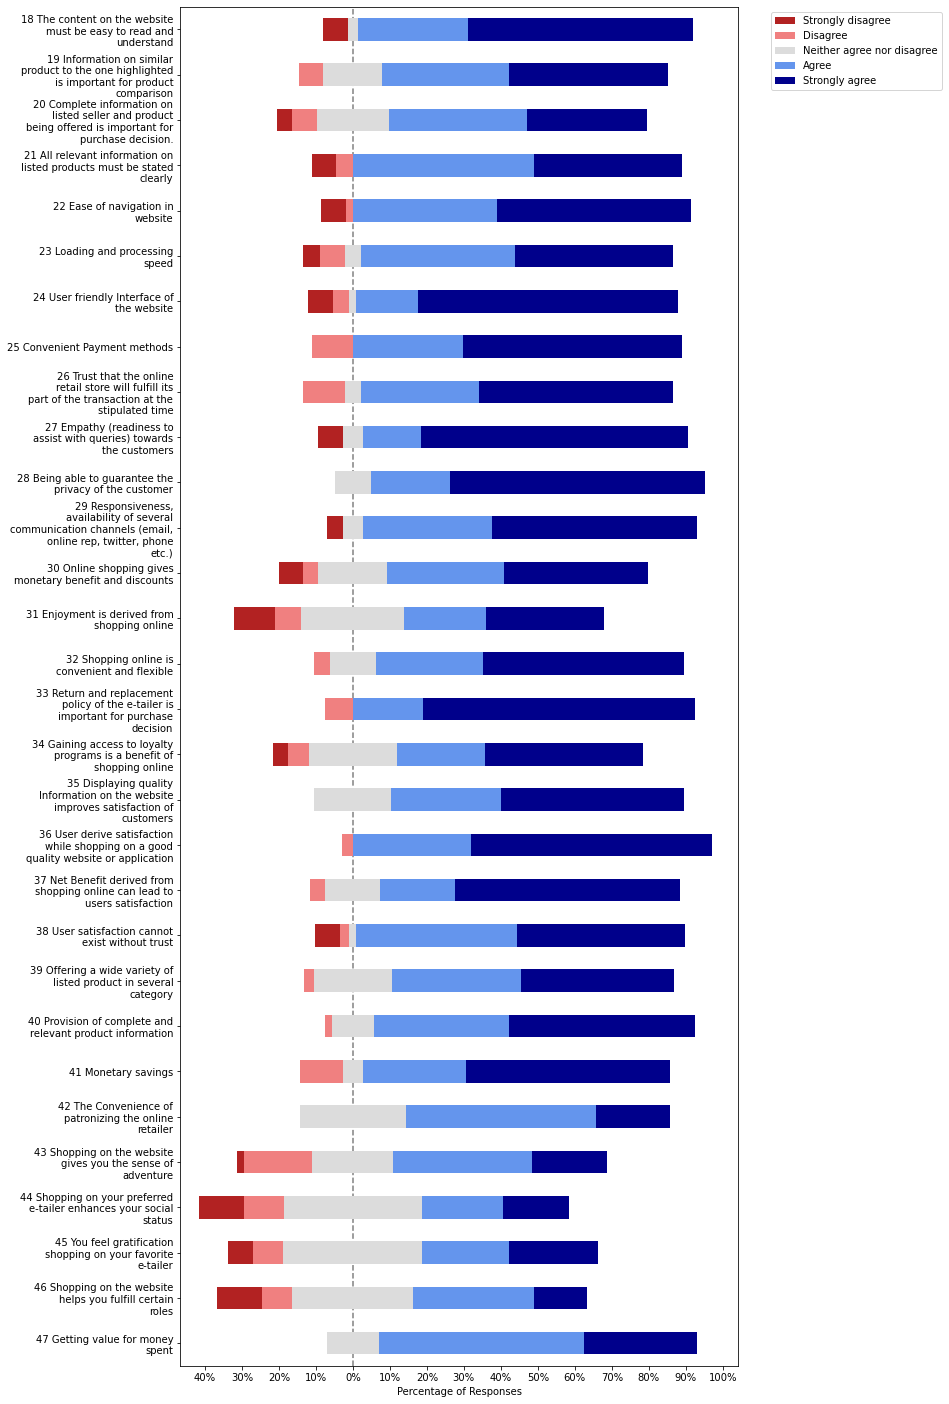 18 The content on the website
must be easy to read and
understand
19 Information on similar
product to the one highlighted
is important for product
comparison
20 Complete information on
listed seller and product
being offered is important for
purchase decision.
21 All relevant information on
listed products must be stated
clearly
22 Ease of navigation in
website
23 Loading and processing
speed
24 User friendly Interface of
the website
25 Convenient Payment methods
26 Trust that the online
retail store will fulfill its
part of the transaction at the
stipulated time
27 Empathy (readiness to
assist with queries) towards
the customers
28 Being able to guarantee the
privacy of the customer
29 Responsiveness,
availability of several
communication channels (email,
online rep, twitter, phone
etc.)
30 Online shopping gives
monetary benefit and discounts
31 Enjoyment is derived from
shopping online
32 Shopping online is
convenient and flexible
33 Return and replacement
policy of the e-tailer is
important for purchase
decision
34 Gaining access to loyalty
programs is a benefit of
shopping online
35 Displaying quality
Information on the website
improves satisfaction of
customers
36 User derive satisfaction
while shopping on a good
quality website or application
37 Net Benefit derived from
shopping online can lead to
users satisfaction
38 User satisfaction cannot
exist without trust
39 Offering a wide variety of
listed product in several
category
40 Provision of complete and
relevant product information
41 Monetary savings
42 The Convenience of
patronizing the online
retailer
43 Shopping on the website
gives you the sense of
adventure
44 Shopping on your preferred
e-tailer enhances your social
status
45 You feel gratification
shopping on your favorite
e-tailer
46 Shopping on the website
helps you fulfill certain
roles
47 Getting value for money
spent
40% 30% 20% 10% 0% 10% 20% 30% 40% 50% 60% 70% 80% 90% 100%
Percentage of Responses
Strongly disagree
Disagree
Neither agree nor disagree
Agree
Strongly agree